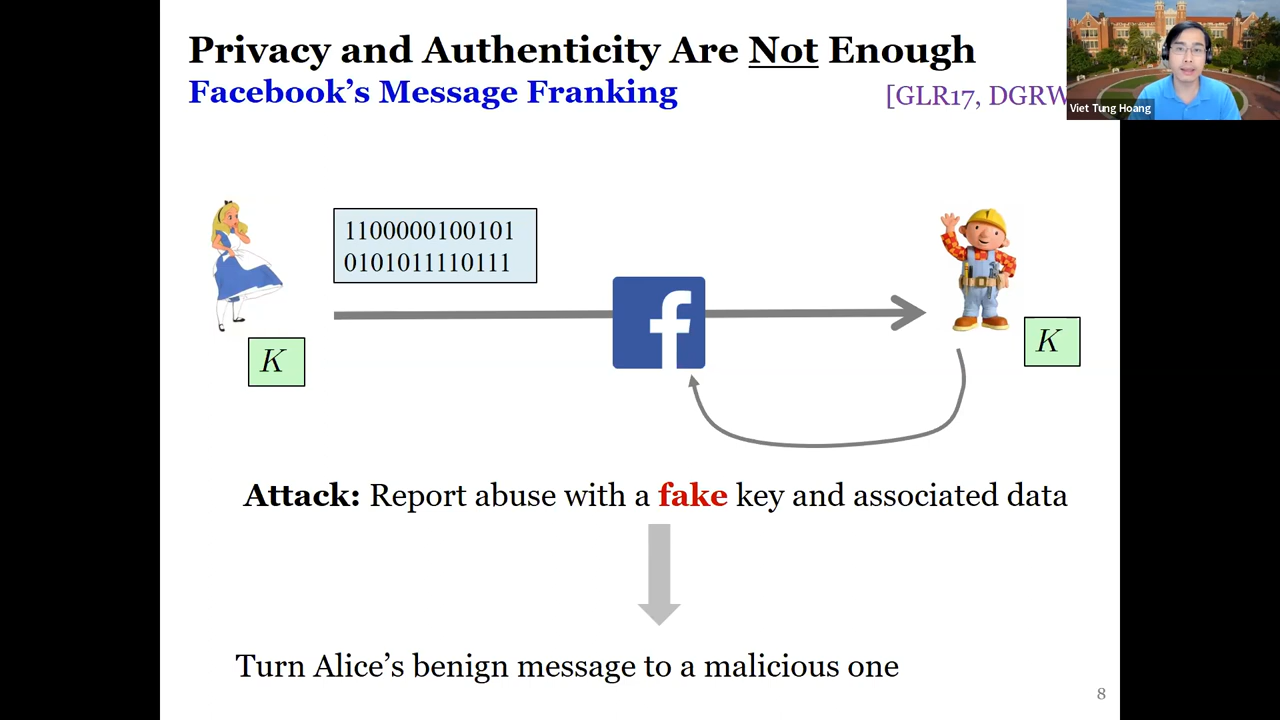 Privacy and Authenticity Are Not Enough
Facebook's Message Franking
[GLR17, DGRW
Viet Tung Hoang
1100000100101
0101011110111
f
K
K
Attack: Report abuse with a fake key and associated data
Turn Alice's benign message to a malicious one
8